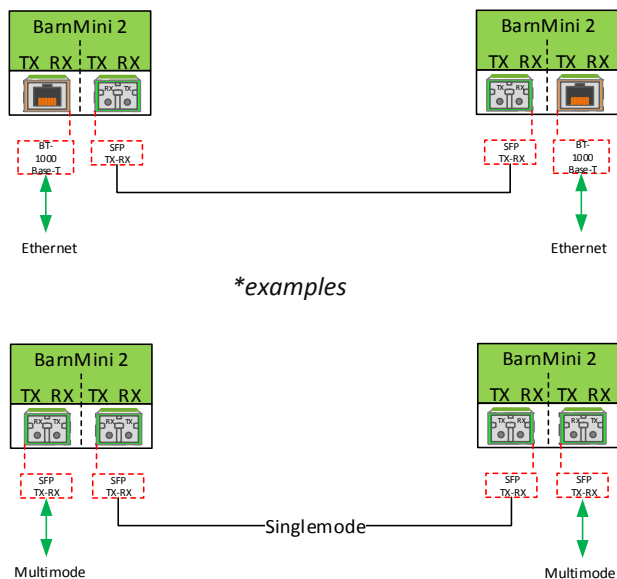 BarnMini 2
TX RX TX RX
RX TX
BT-
1000
Base-T
SFP
TX-RX
Ethernet
BarnMini 2
TX RX TX RX
TX RX
SFP
TX-RX
BT-
1000
Base-T
Ethernet
*examples
BarnMini 2
TX RX TX RX
RX TX RX TX
SFP
TX-RX
SFP
TX-RX
Multimode
Singlemode
BarnMini 2
TX RX TX RX
TX RX RX TX
SFP
TX-RX
SFP
TX-RX
Multimode